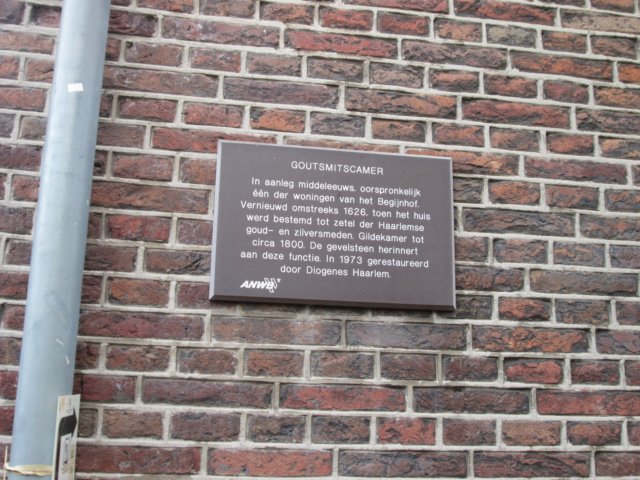 GOUTSMITSCAMER
In aanleg middeleeuws, oorspronkelijk
één der woningen van het Begijnhof.
Vernieuwd omstreeks 1626, toen het huis
werd bestemd tot zetel der Haarlemse
goud- en zilversmeden. Gildekamer tot
circa 1800. De gevelsteen herinnert
aan deze functie. In 1973 gerestaureerd
door Diogenes Haarlem.
ANWB